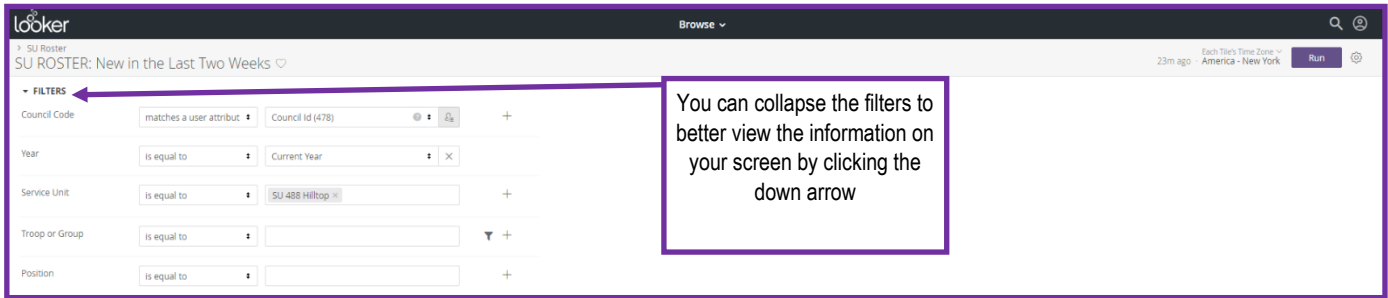 looker
Browse
SU Roster
SU ROSTER: New in the Last Two Weeks
23m ago · Each Tile's Time Zone
America - New York
Run
FILTERS
Council Code
matches a user attribut
Council Id (478)
Year
is equal to
Current Year
Service Unit
is equal to
SU 488 Hilltop
Troop or Group
is equal to
Position
is equal to
You can collapse the filters to
better view the information on
your screen by clicking the
down arrow